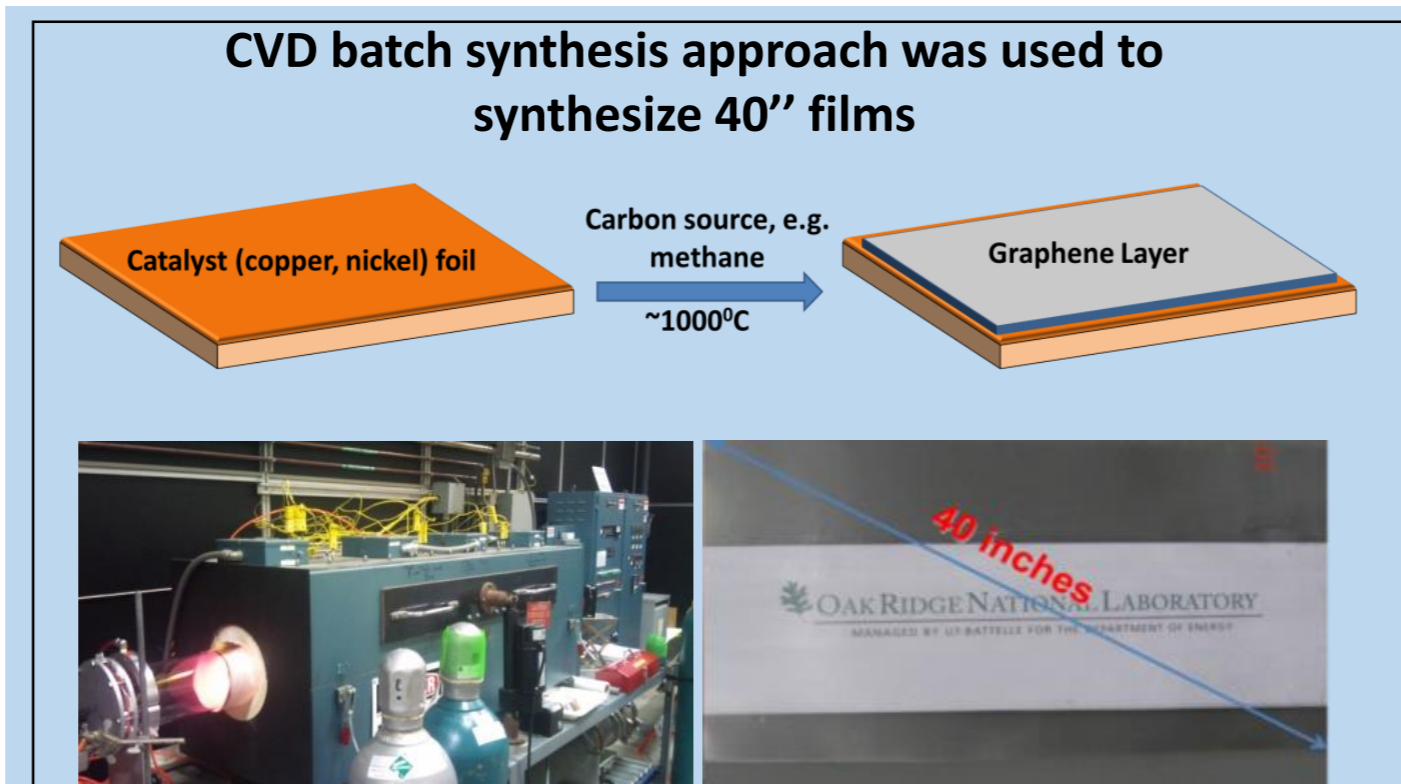 CVD batch synthesis approach was used to
synthesize 40’’ films
Catalyst (copper, nickel) foil
Carbon source, e.g.
methane
~1000⁰C
Graphene Layer
40 inches
OAK RIDGE NATIONAL LABORATORY
MANAGED BY UT-BATTELLE FOR THE DEPARTMENT OF ENERGY